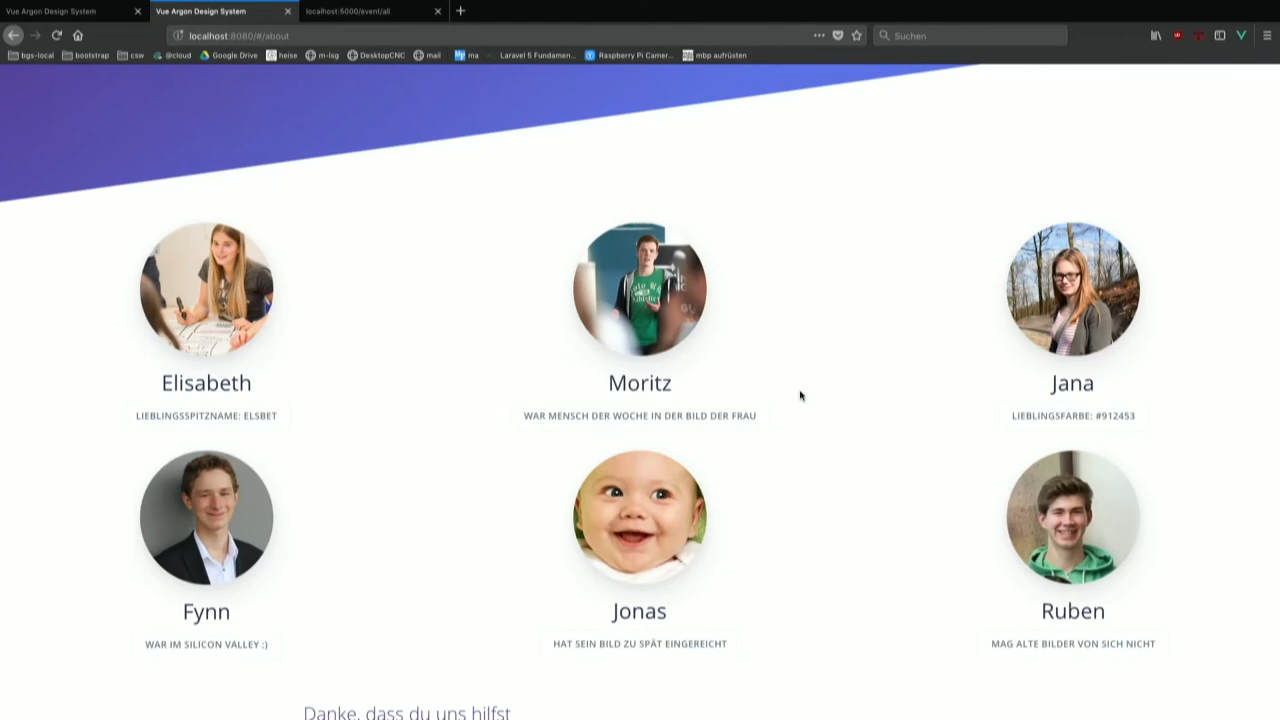 Vue Argon Design System
Vue Argon Design System
localhost:5000/event/all
localhost:8080/#/about
Suchen
bgs-local
bootstrap
csw
@cloud
Google Drive
heise
m-lsg
DesktopCNC
mail
ma
Laravel 5 Fundamen...
Raspberry Pi Camer...
mbp aufrüsten
Elisabeth
Moritz
Jana
LIEBLINGSSPITZNAME: ELSBET
WAR MENSCH DER WOCHE IN DER BILD DER FRAU
LIEBLINGSFARBE: #912453
Fynn
Jonas
Ruben
WAR IM SILICON VALLEY :)
HAT SEIN BILD ZU SPÄT EINGEREICHT
MAG ALTE BILDER VON SICH NICHT
Danke, dass du uns hilfst